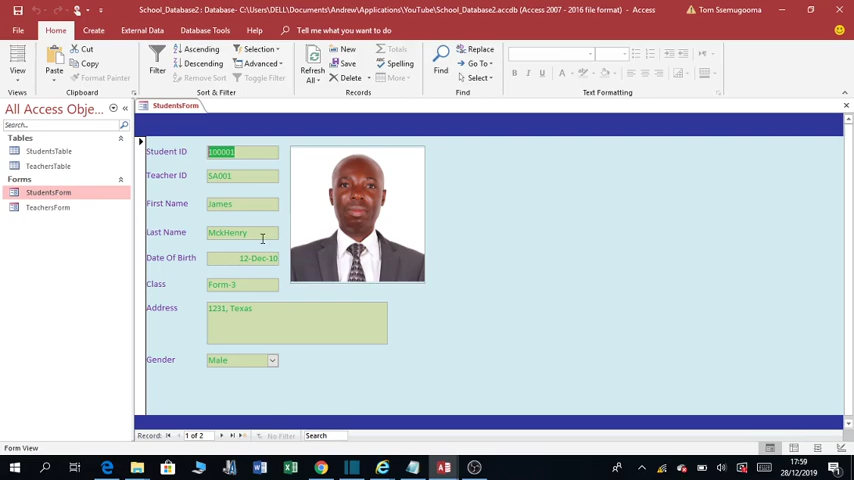 School_Database2 : Database- C:\Users\DELL\Documents\Andrew\Applications\YouTube\School_Database2.accdb (Access 2007 - 2016 file format) - Access
Tom Ssemugooma
File Home Create External Data Database Tools Help Tell me what you want to do
View
Paste
Cut
Copy
Format Painter
Filter
Ascending
Descending
Remove Sort
Selection
Advanced
Toggle Filter
Refresh All
New
Save
Delete
Totals
Spelling
More
Find
Replace
Go To
Select
B I U A
Views Clipboard Sort & Filter Records Find Text Formatting
All Access Obje...
Search...
Tables
StudentsTable
TeachersTable
Forms
StudentsForm
TeachersForm
StudentsForm
Student ID 100001
Teacher ID SA001
First Name James
Last Name MckHenry
Date Of Birth 12-Dec-10
Class Form-3
Address 1231, Texas
Gender Male
Record: 1 of 2 No Filter Search
Form View
17:59
28/12/2019